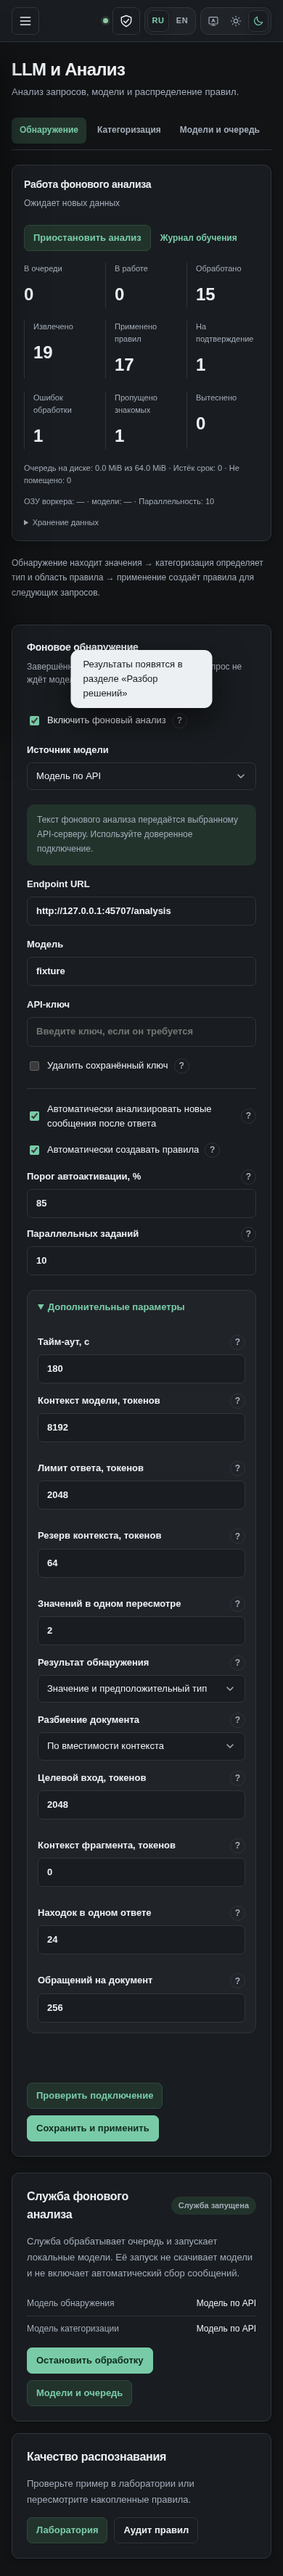 RU EN
LLM и Анализ
Анализ запросов, модели и распределение правил.
Обнаружение Категоризация Модели и очередь
Работа фонового анализа
Ожидает новых данных
Приостановить анализ Журнал обучения
В очереди В работе Обработано
0 0 15
Извлечено Применено правил На подтверждение
19 17 1
Ошибок обработки Пропущено знакомых Вытеснено
1 1 0
Очередь на диске: 0.0 MiB из 64.0 MiB · Истёк срок: 0 · Не
помещено: 0
ОЗУ воркера: — · модели: — · Параллельность: 10
Хранение данных
Обнаружение находит значения → категоризация определяет
тип и область правила → применение создаёт правила для
следующих запросов.
Фоновое обнаружение
Результаты появятся в
разделе «Разбор
решений»
ждёт
Включить фоновый анализ ?
Источник модели
Модель по API
Текст фонового анализа передаётся выбранному
API-серверу. Используйте доверенное
подключение.
Endpoint URL
http://127.0.0.1:45707/analysis
Модель
fixture
API-ключ
Введите ключ, если он требуется
Удалить сохранённый ключ ?
Автоматически анализировать новые
сообщения после ответа ?
Автоматически создавать правила ?
Порог автоактивации, % ?
85
Параллельных заданий ?
10
Дополнительные параметры
Тайм-аут, с ?
180
Контекст модели, токенов ?
8192
Лимит ответа, токенов ?
2048
Резерв контекста, токенов ?
64
Значений в одном пересмотре ?
2
Результат обнаружения ?
Значение и предположительный тип
Разбиение документа ?
По вместимости контекста
Целевой вход, токенов ?
2048
Контекст фрагмента, токенов ?
0
Находок в одном ответе ?
24
Обращений на документ ?
256
Проверить подключение
Сохранить и применить
Служба фонового
анализа
Служба запущена
Служба обрабатывает очередь и запускает
локальные модели. Её запуск не скачивает модели
и не включает автоматический сбор сообщений.
Модель обнаружения Модель по API
Модель категоризации Модель по API
Остановить обработку
Модели и очередь
Качество распознавания
Проверьте пример в лаборатории или
пересмотрите накопленные правила.
Лаборатория Аудит правил